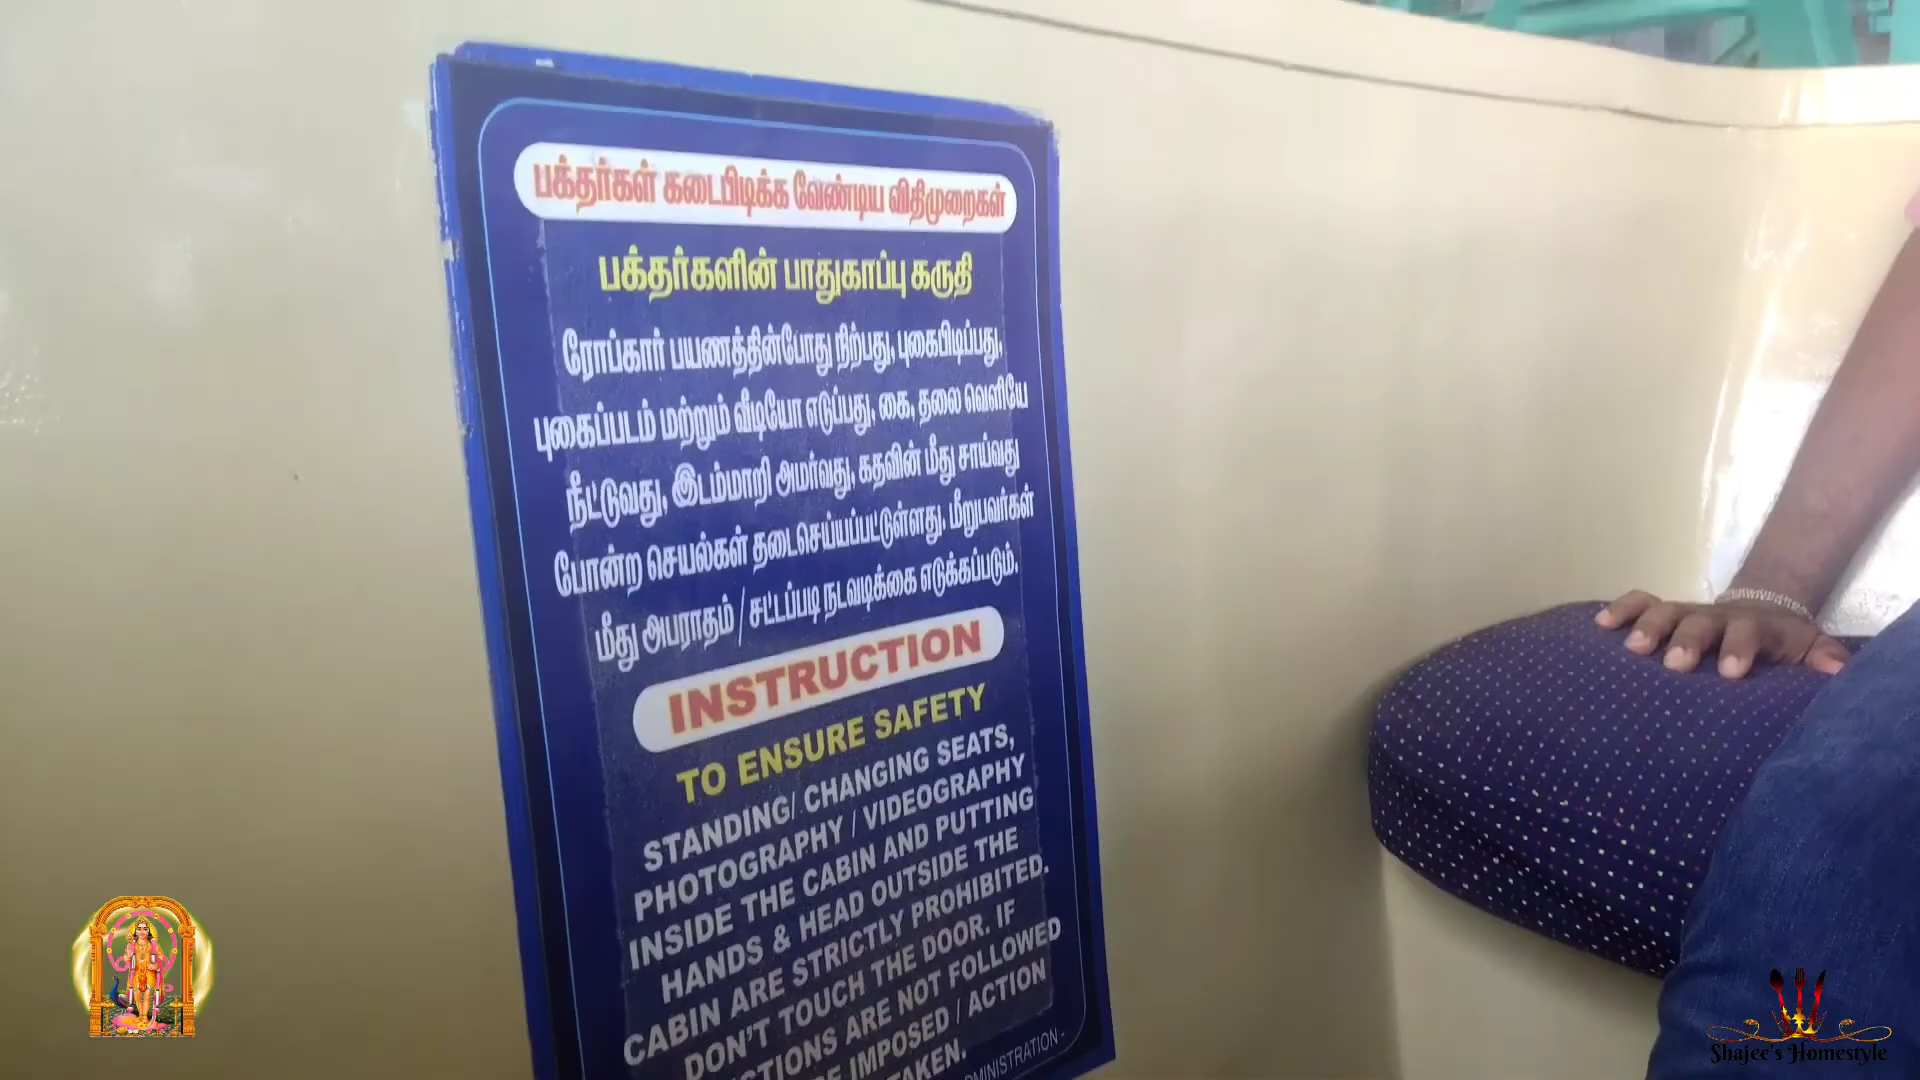 பக்தர்கள் கடைபிடிக்க வேண்டிய விதிமுறைகள்
பக்தர்களின் பாதுகாப்பு கருதி
ரோப்கார் பயணத்தின்போது நிற்பது, புகைபிடிப்பது,
புகைப்படம் மற்றும் வீடியோ எடுப்பது, கை, தலை வெளியே
நீட்டுவது, இடம்மாறி அமர்வது, கதவின் மீது சாய்வது
போன்ற செயல்கள் தடைசெய்யப்பட்டுள்ளது. மீறுபவர்கள்
மீது அபராதம் / சட்டப்படி நடவடிக்கை எடுக்கப்படும்.
INSTRUCTION
TO ENSURE SAFETY
STANDING/ CHANGING SEATS,
PHOTOGRAPHY / VIDEOGRAPHY
INSIDE THE CABIN AND PUTTING
HANDS & HEAD OUTSIDE THE
CABIN ARE STRICTLY PROHIBITED.
DON'T TOUCH THE DOOR. IF
ARE NOT FOLLOWED
IMPOSED / ACTION
TAKEN.
Shajee's Homestyle